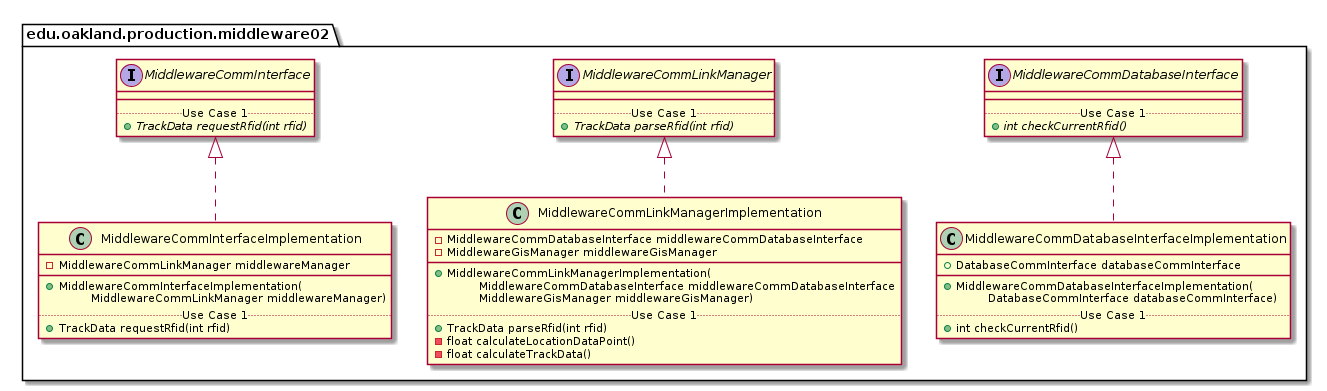 edu.oakland.production.middleware02
I MiddlewareCommInterface
Use Case 1
TrackData requestRfid(int rfid)
I MiddlewareCommLinkManager
Use Case 1
TrackData parseRfid(int rfid)
I MiddlewareCommDatabaseInterface
Use Case 1
int checkCurrentRfid()
C MiddlewareCommInterfaceImplementation
MiddlewareCommLinkManager middlewareManager
MiddlewareCommInterfaceImplementation(
MiddlewareCommLinkManager middlewareManager)
Use Case 1
TrackData requestRfid(int rfid)
C MiddlewareCommLinkManagerImplementation
MiddlewareCommDatabaseInterface middlewareCommDatabaseInterface
MiddlewareGisManager middlewareGisManager
MiddlewareCommLinkManagerImplementation(
MiddlewareCommDatabaseInterface middlewareCommDatabaseInterface
MiddlewareGisManager middlewareGisManager)
Use Case 1
TrackData parseRfid(int rfid)
float calculateLocationDataPoint()
float calculateTrackData()
C MiddlewareCommDatabaseInterfaceImplementation
DatabaseCommInterface databaseCommInterface
MiddlewareCommDatabaseInterfaceImplementation(
DatabaseCommInterface databaseCommInterface)
Use Case 1
int checkCurrentRfid()